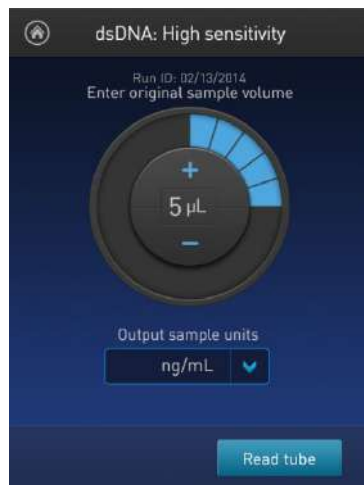 dsDNA: High sensitivity
Run ID: 02/13/2014
Enter original sample volume
+
5 µL
−
Output sample units
ng/mL
Read tube